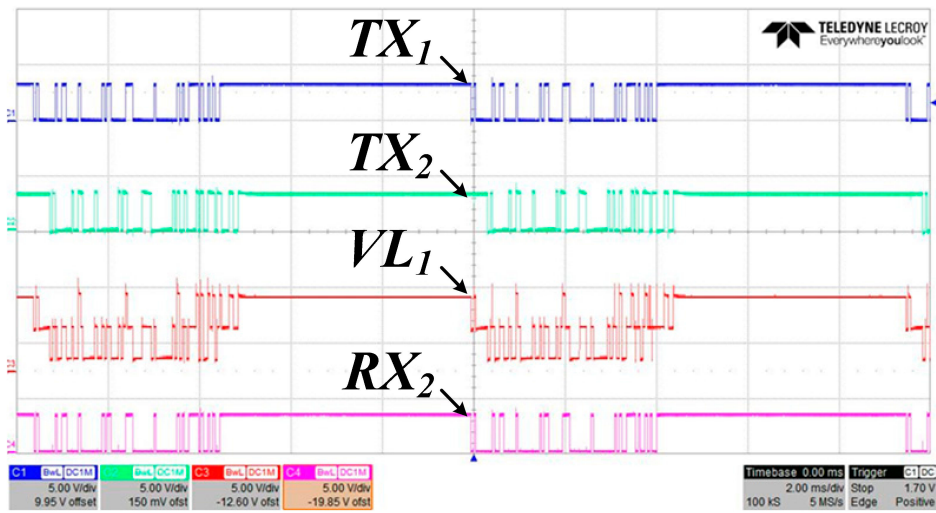 TELEDYNE LECROY
Everywhereyoulook™
TX1
TX2
VL1
RX2
C1 BwL DC1M
5.00 V/div
9.95 V offset
BwL DC1M
5.00 V/div
150 mV ofst
C3 BwL DC1M
5.00 V/div
-12.60 V ofst
C4 BwL DC1M
5.00 V/div
-19.85 V ofst
Timebase 0.00 ms
2.00 ms/div
100 kS 5 MS/s
Trigger C1 DC
Stop 1.70 V
Edge Positive